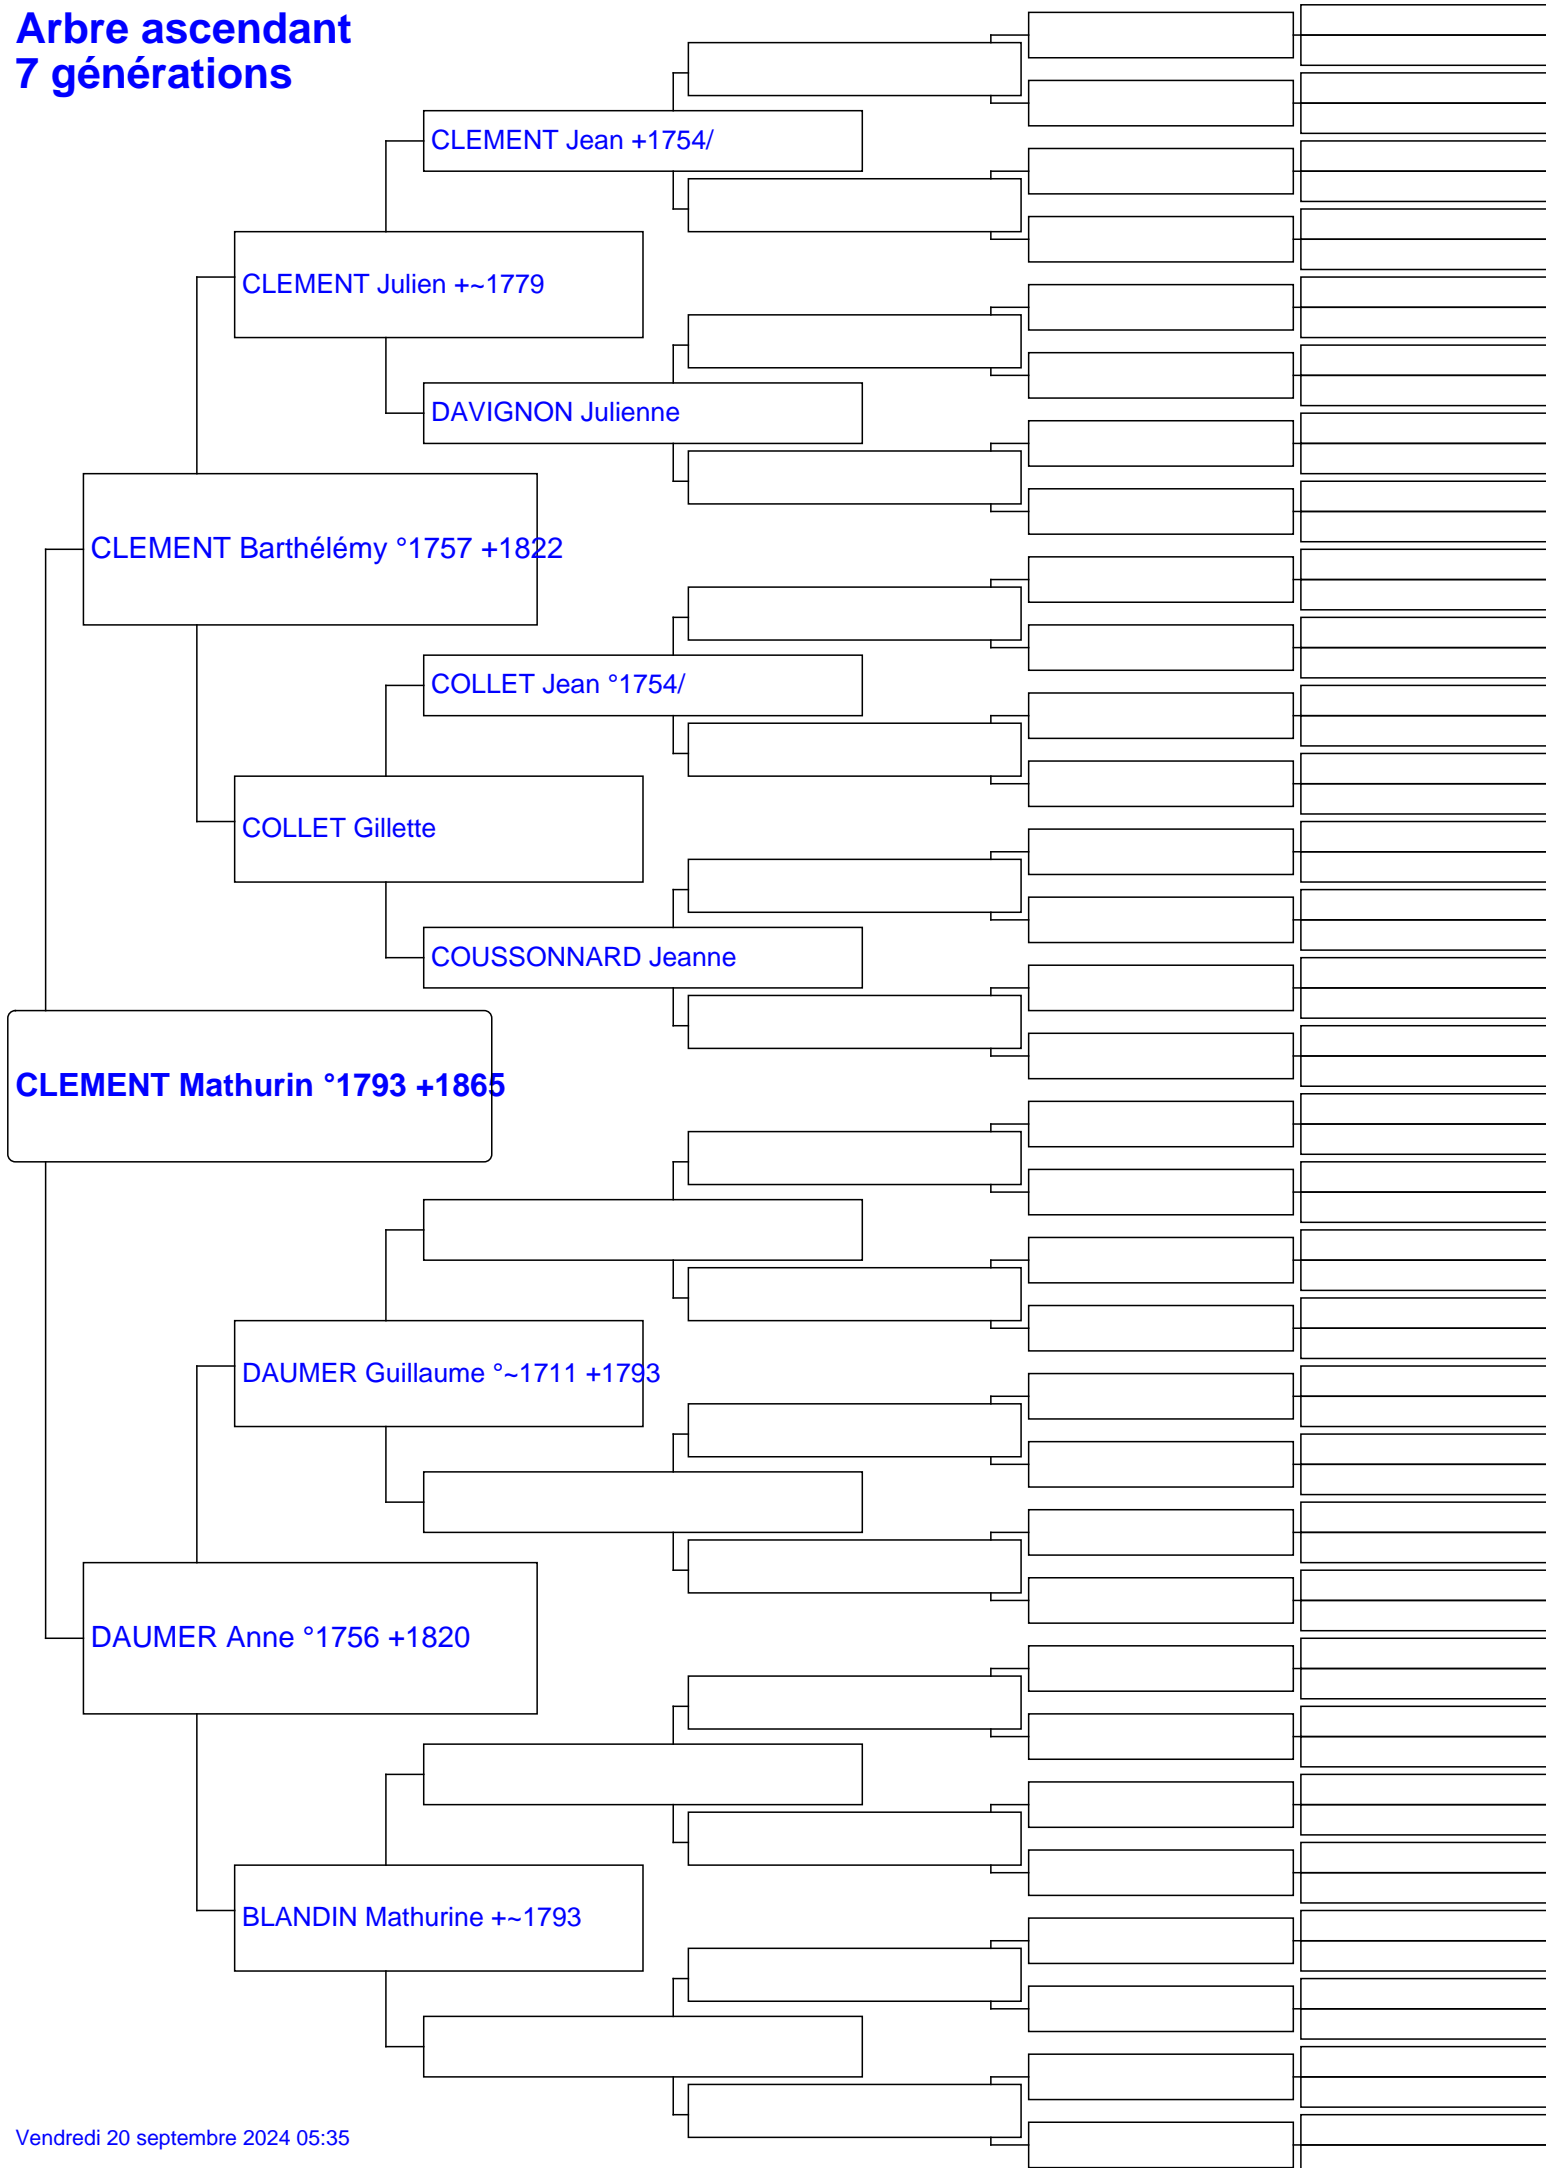 Arbre ascendant
7 générations
CLEMENT Jean +1754/
CLEMENT Julien +~1779
DAVIGNON Julienne
CLEMENT Barthélémy °1757 +1822
COLLET Jean °1754/
COLLET Gillette
COUSSONNARD Jeanne
CLEMENT Mathurin °1793 +1865
DAUMER Guillaume °~1711 +1793
DAUMER Anne °1756 +1820
BLANDIN Mathurine +~1793
Vendredi 20 septembre 2024 05:35